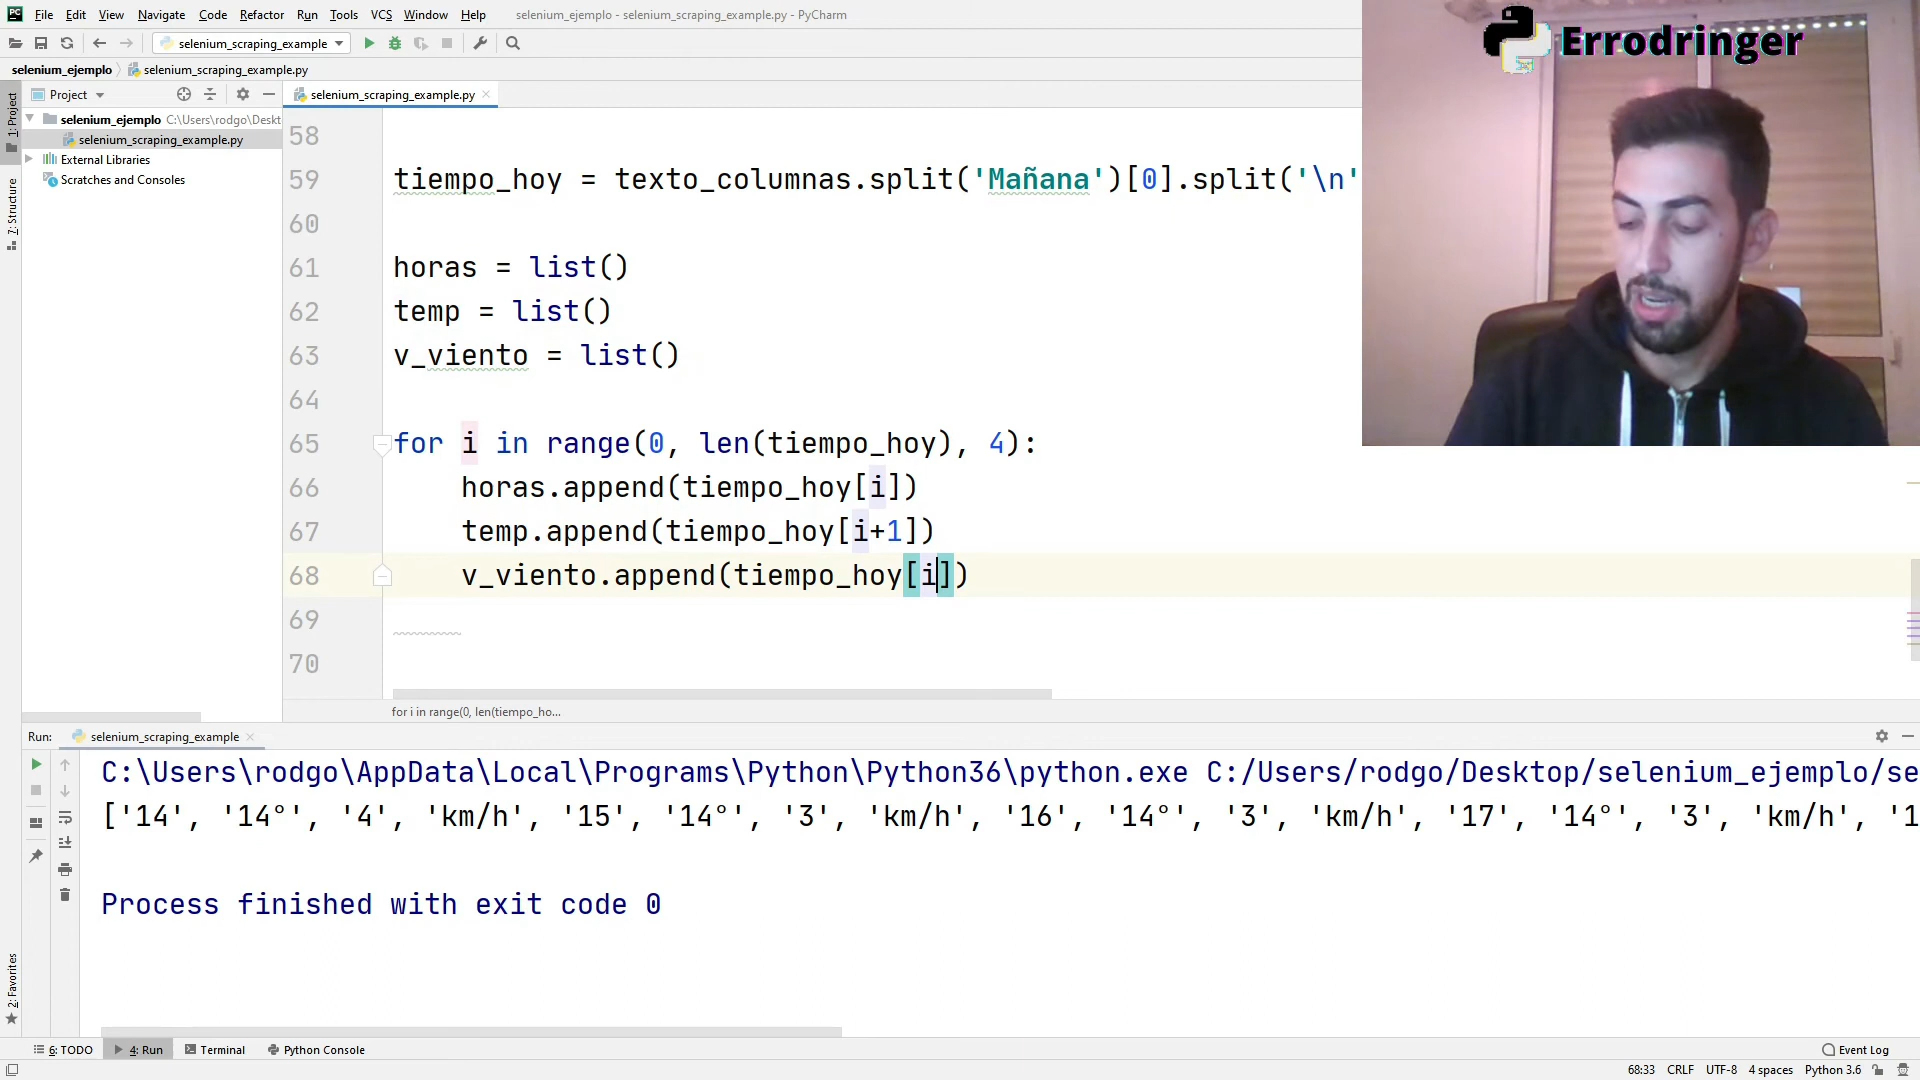 File Edit View Navigate Code Refactor Run Tools VCS Window Help selenium_ejemplo - selenium_scraping_example.py - PyCharm
Errodringer
selenium_scraping_example
selenium_ejemplo selenium_scraping_example.py
Project
selenium_scraping_example.py
1: Project
selenium_ejemplo C:\Users\rodgo\Deskt
selenium_scraping_example.py
External Libraries
Scratches and Consoles
7: Structure
58
59 tiempo_hoy = texto_columnas.split('Mañana')[0].split('\n'
60
61 horas = list()
62 temp = list()
63 v_viento = list()
64
65 for i in range(0, len(tiempo_hoy), 4):
66 horas.append(tiempo_hoy[i])
67 temp.append(tiempo_hoy[i+1])
68 v_viento.append(tiempo_hoy[i])
69
70
for i in range(0, len(tiempo_ho...
Run: selenium_scraping_example
C:\Users\rodgo\AppData\Local\Programs\Python\Python36\python.exe C:/Users/rodgo/Desktop/selenium_ejemplo/se
['14', '14°', '4', 'km/h', '15', '14°', '3', 'km/h', '16', '14°', '3', 'km/h', '17', '14°', '3', 'km/h', '1
Process finished with exit code 0
2: Favorites
6: TODO 4: Run Terminal Python Console Event Log
68:33 CRLF UTF-8 4 spaces Python 3.6